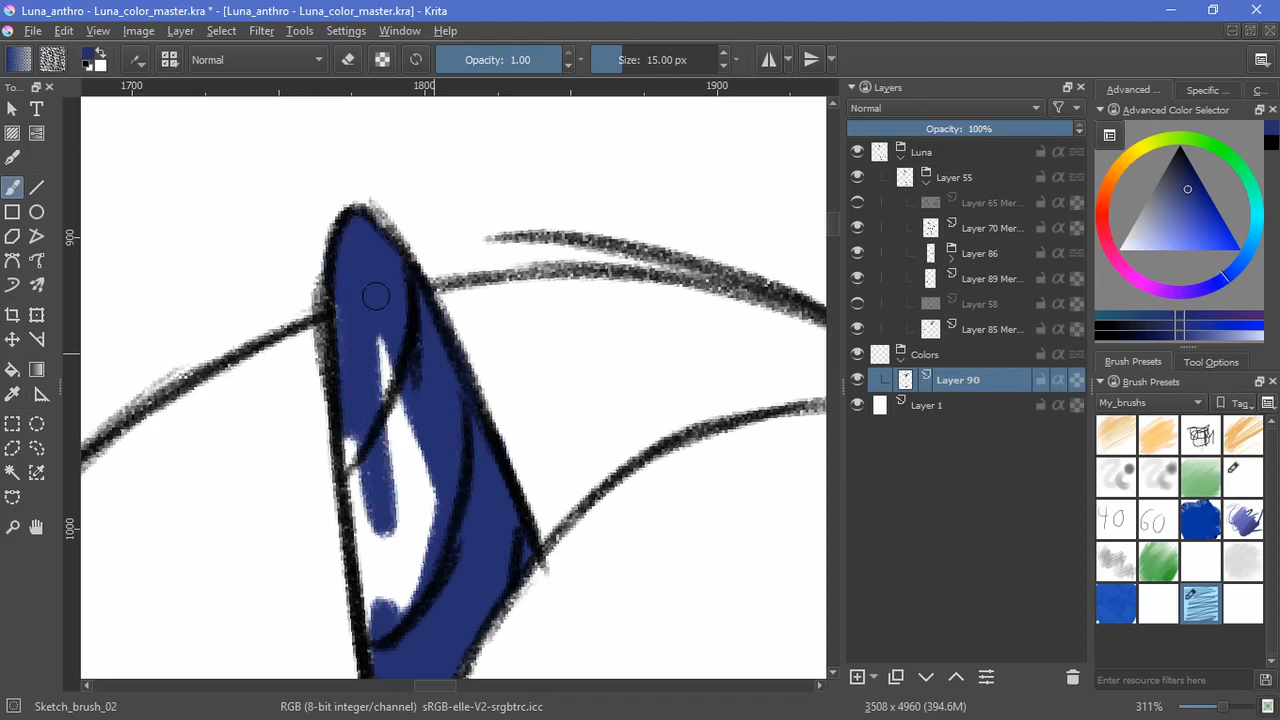 Luna_anthro - Luna_color_master.kra * - [Luna_anthro - Luna_color_master.kra] - Krita
File Edit View Image Layer Select Filter Tools Settings Window Help
Normal Opacity: 1.00 Size: 15.00 px
To...
1700 1800 1900
900
1000
Layers
Normal
Opacity: 100%
Luna
Layer 55
Layer 65 Mer...
Layer 70 Mer...
Layer 86
Layer 89 Mer...
Layer 58
Layer 85 Mer...
Colors
Layer 90
Layer 1
Advanced ... Specific ... C...
Advanced Color Selector
Brush Presets Tool Options
Brush Presets
My_brushs Tag
40 60
Enter resource filters here
Sketch_brush_02 RGB (8-bit integer/channel) sRGB-elle-V2-srgbtrc.icc 3508 x 4960 (394.6M) 311%